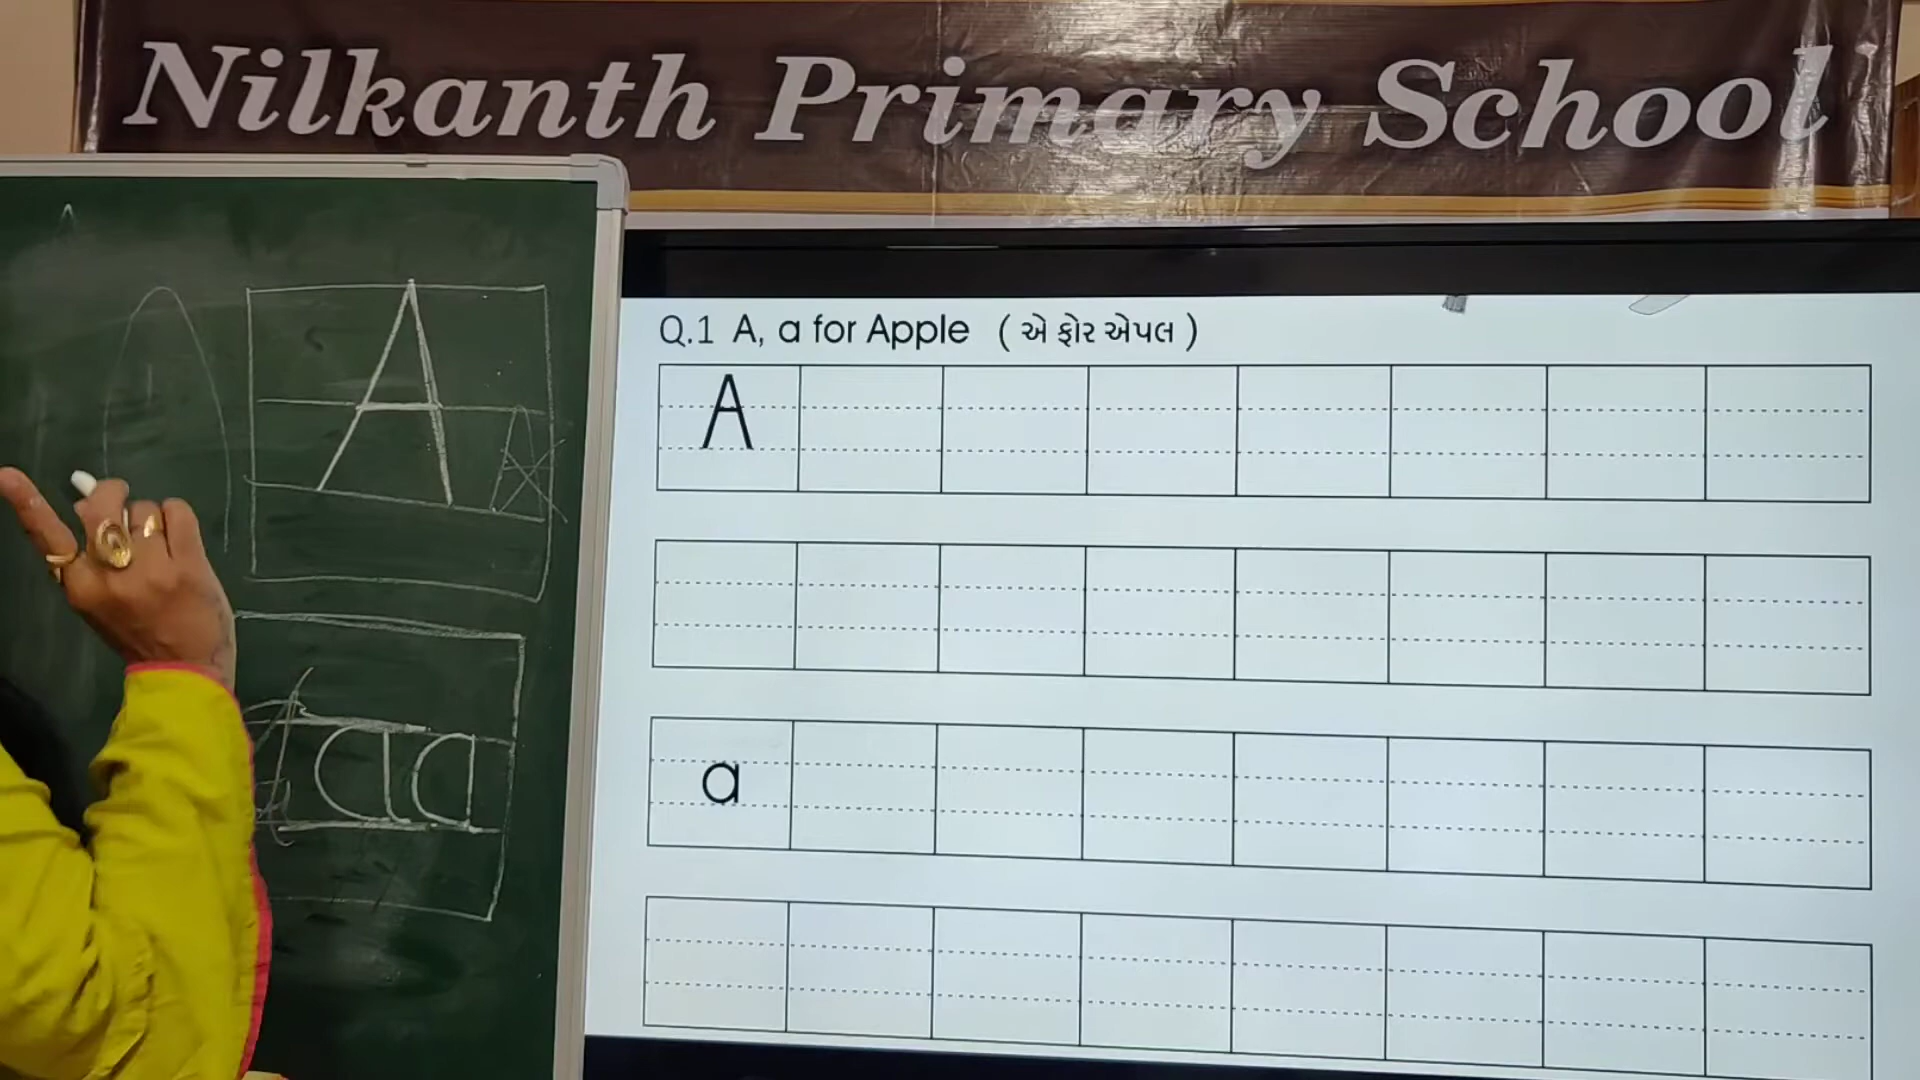 Nilkanth Primary School
A
a a
Q.1 A, a for Apple ( એ ફોર એપલ )
A
a